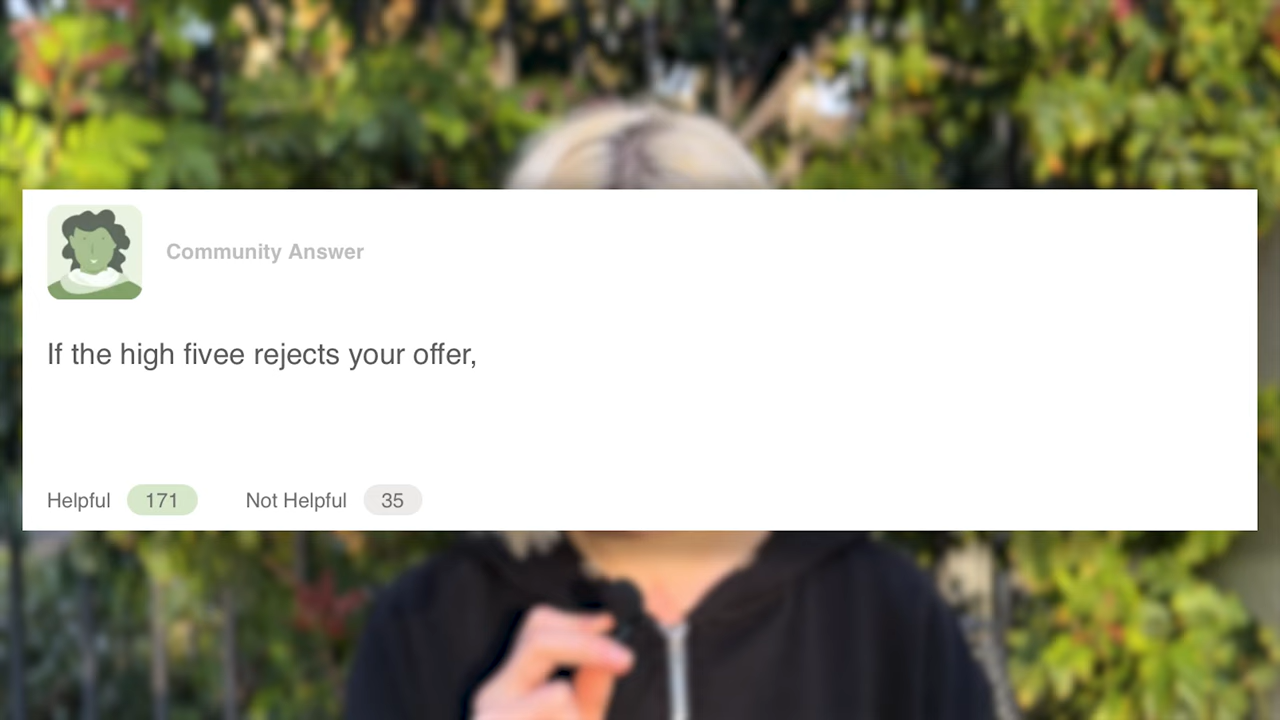 Community Answer
If the high fivee rejects your offer,
Helpful 171 Not Helpful 35